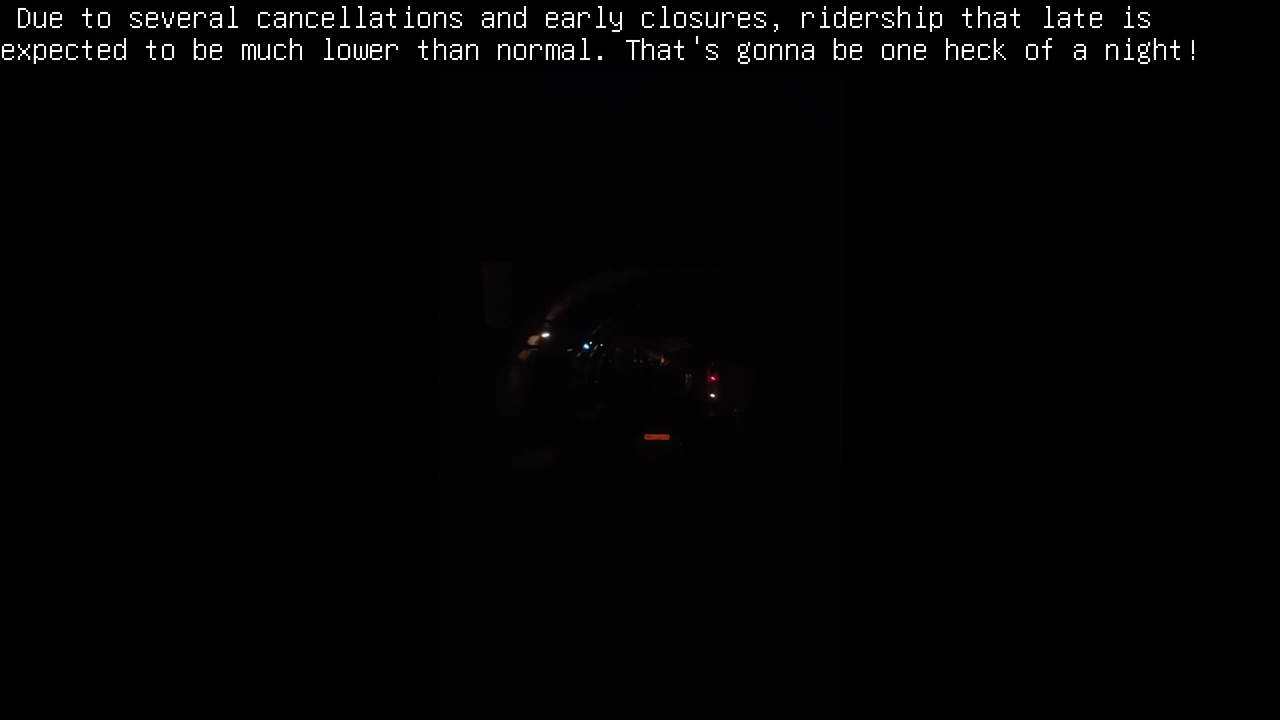 Due to several cancellations and early closures, ridership that late is
expected to be much lower than normal. That's gonna be one heck of a night!